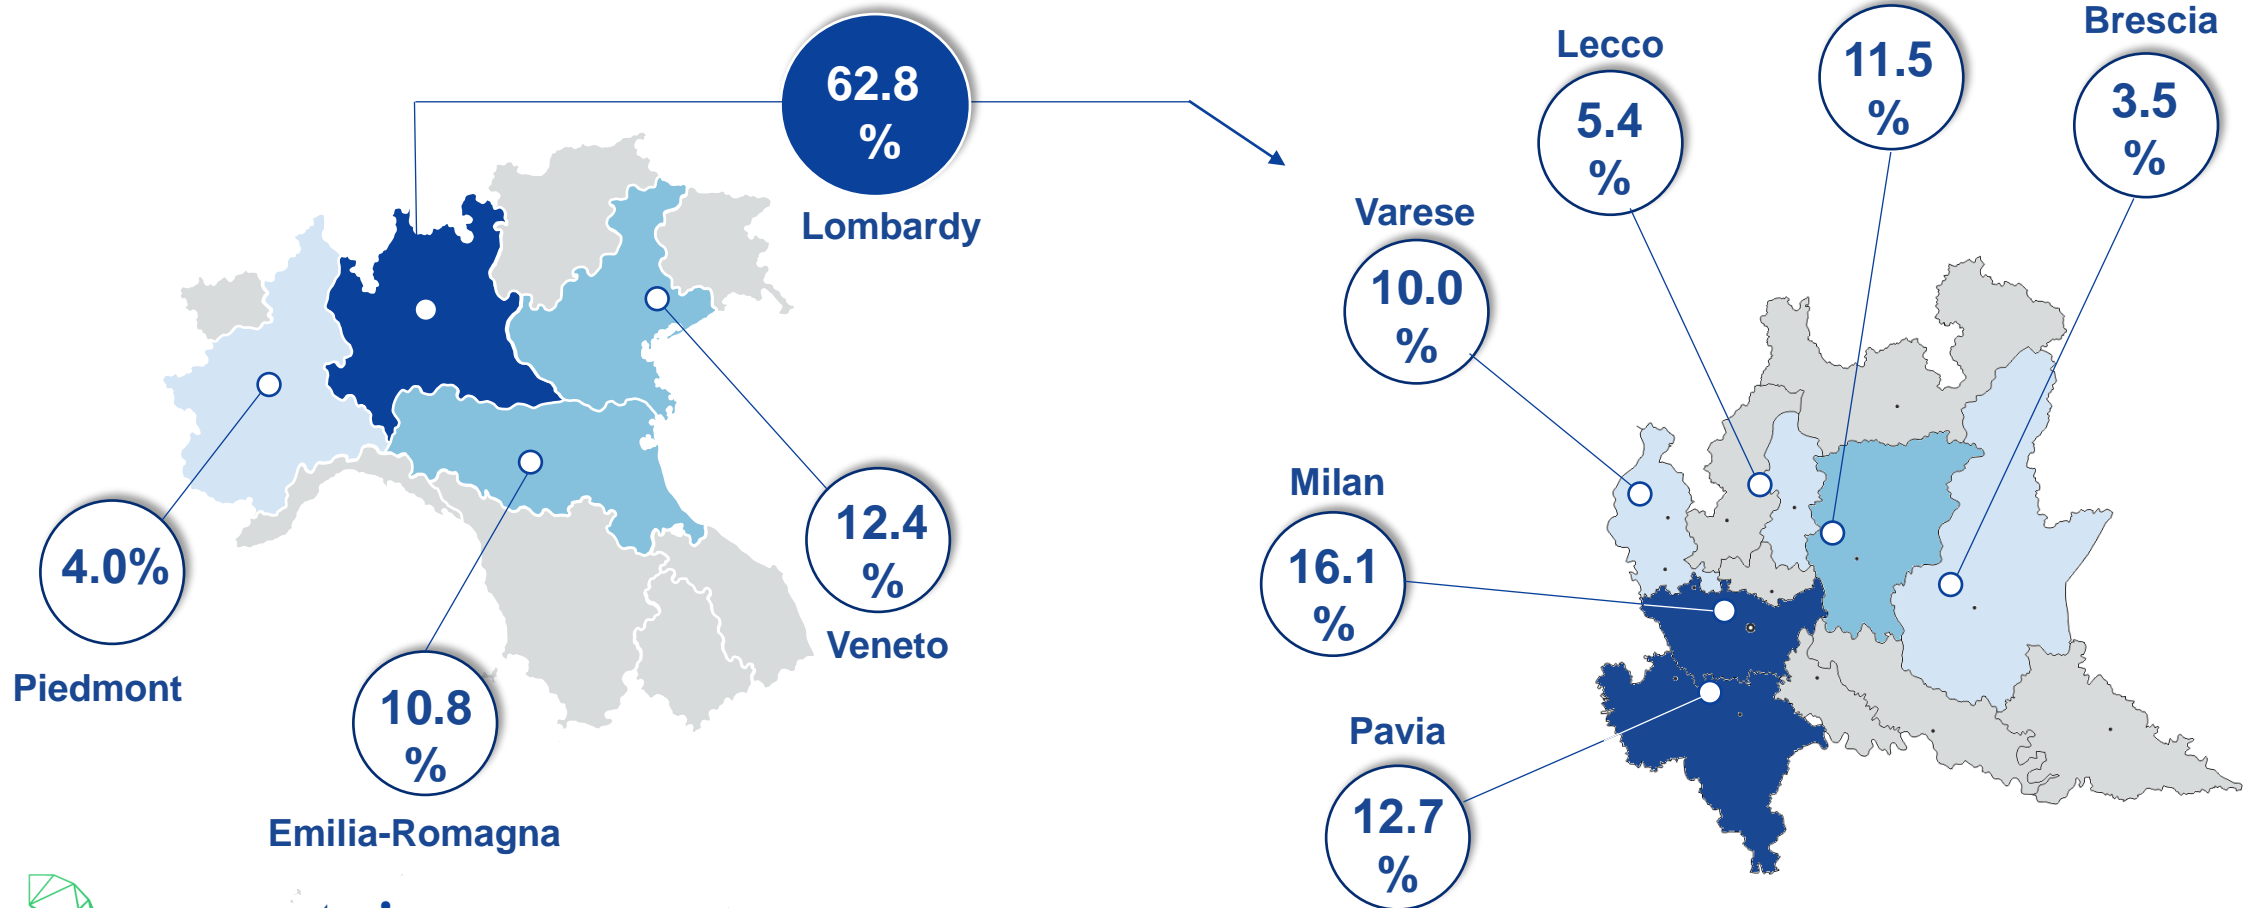 62.8
%
Lombardy
4.0%
Piedmont
10.8
%
Emilia-Romagna
12.4
%
Veneto
Lecco
5.4
%
11.5
%
Brescia
3.5
%
Varese
10.0
%
Milan
16.1
%
Pavia
12.7
%